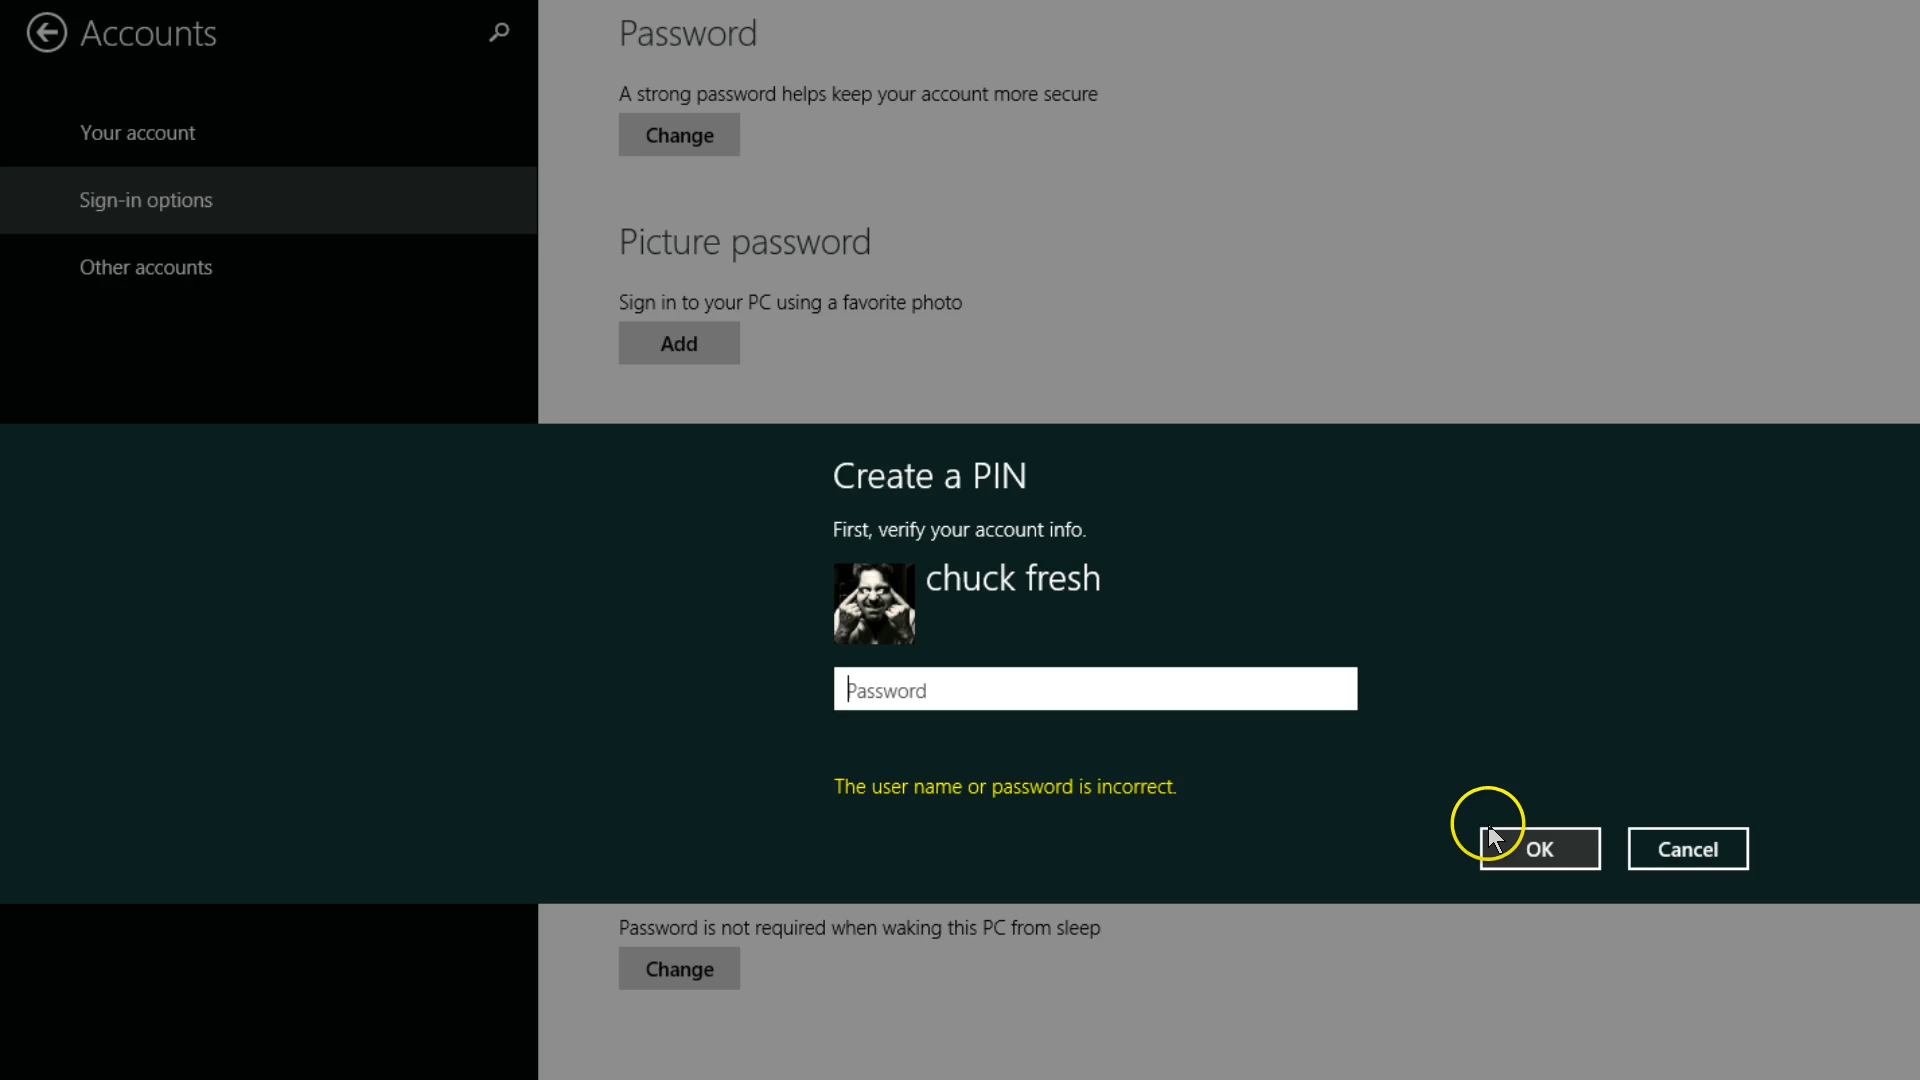 Accounts
Your account
Sign-in options
Other accounts
Password
A strong password helps keep your account more secure
Change
Picture password
Sign in to your PC using a favorite photo
Add
Create a PIN
First, verify your account info.
chuck fresh
Password
The user name or password is incorrect.
OK
Cancel
Password is not required when waking this PC from sleep
Change